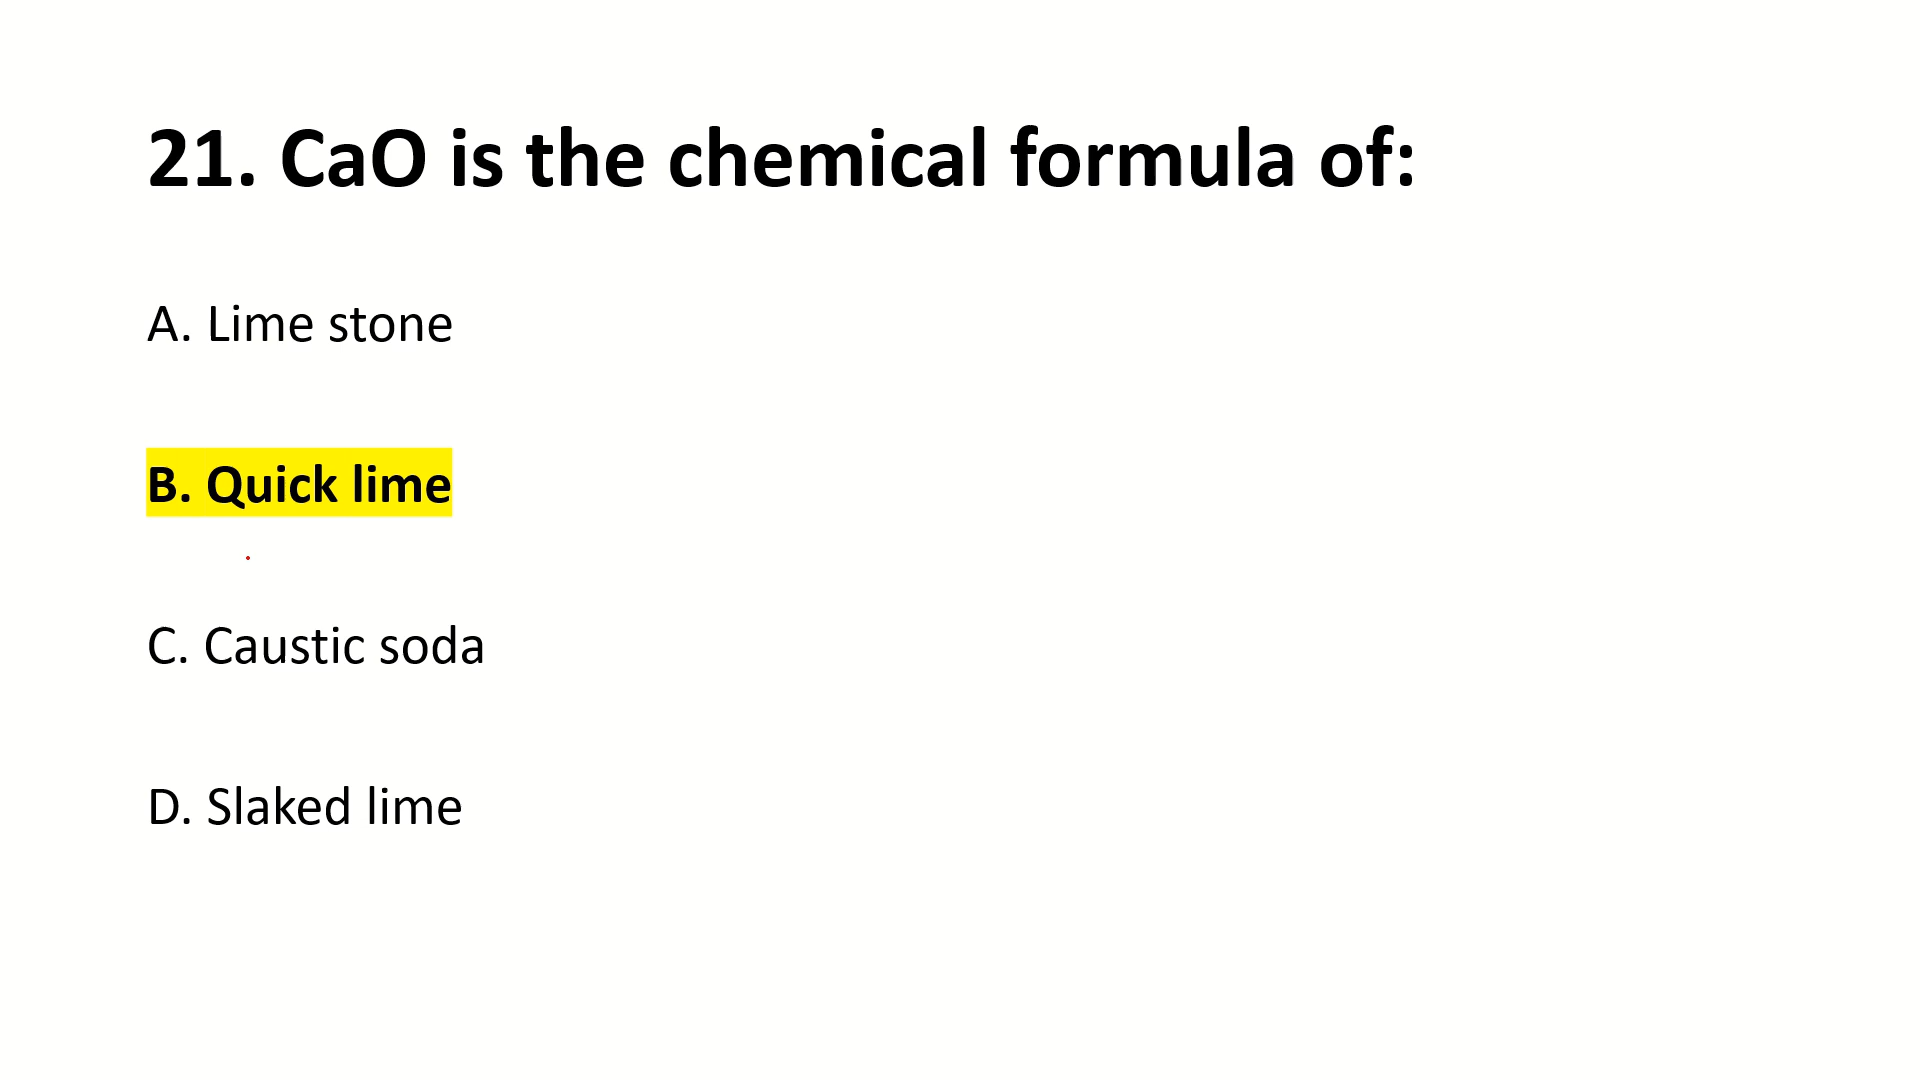 21. CaO is the chemical formula of:
A. Lime stone
B. Quick lime
C. Caustic soda
D. Slaked lime